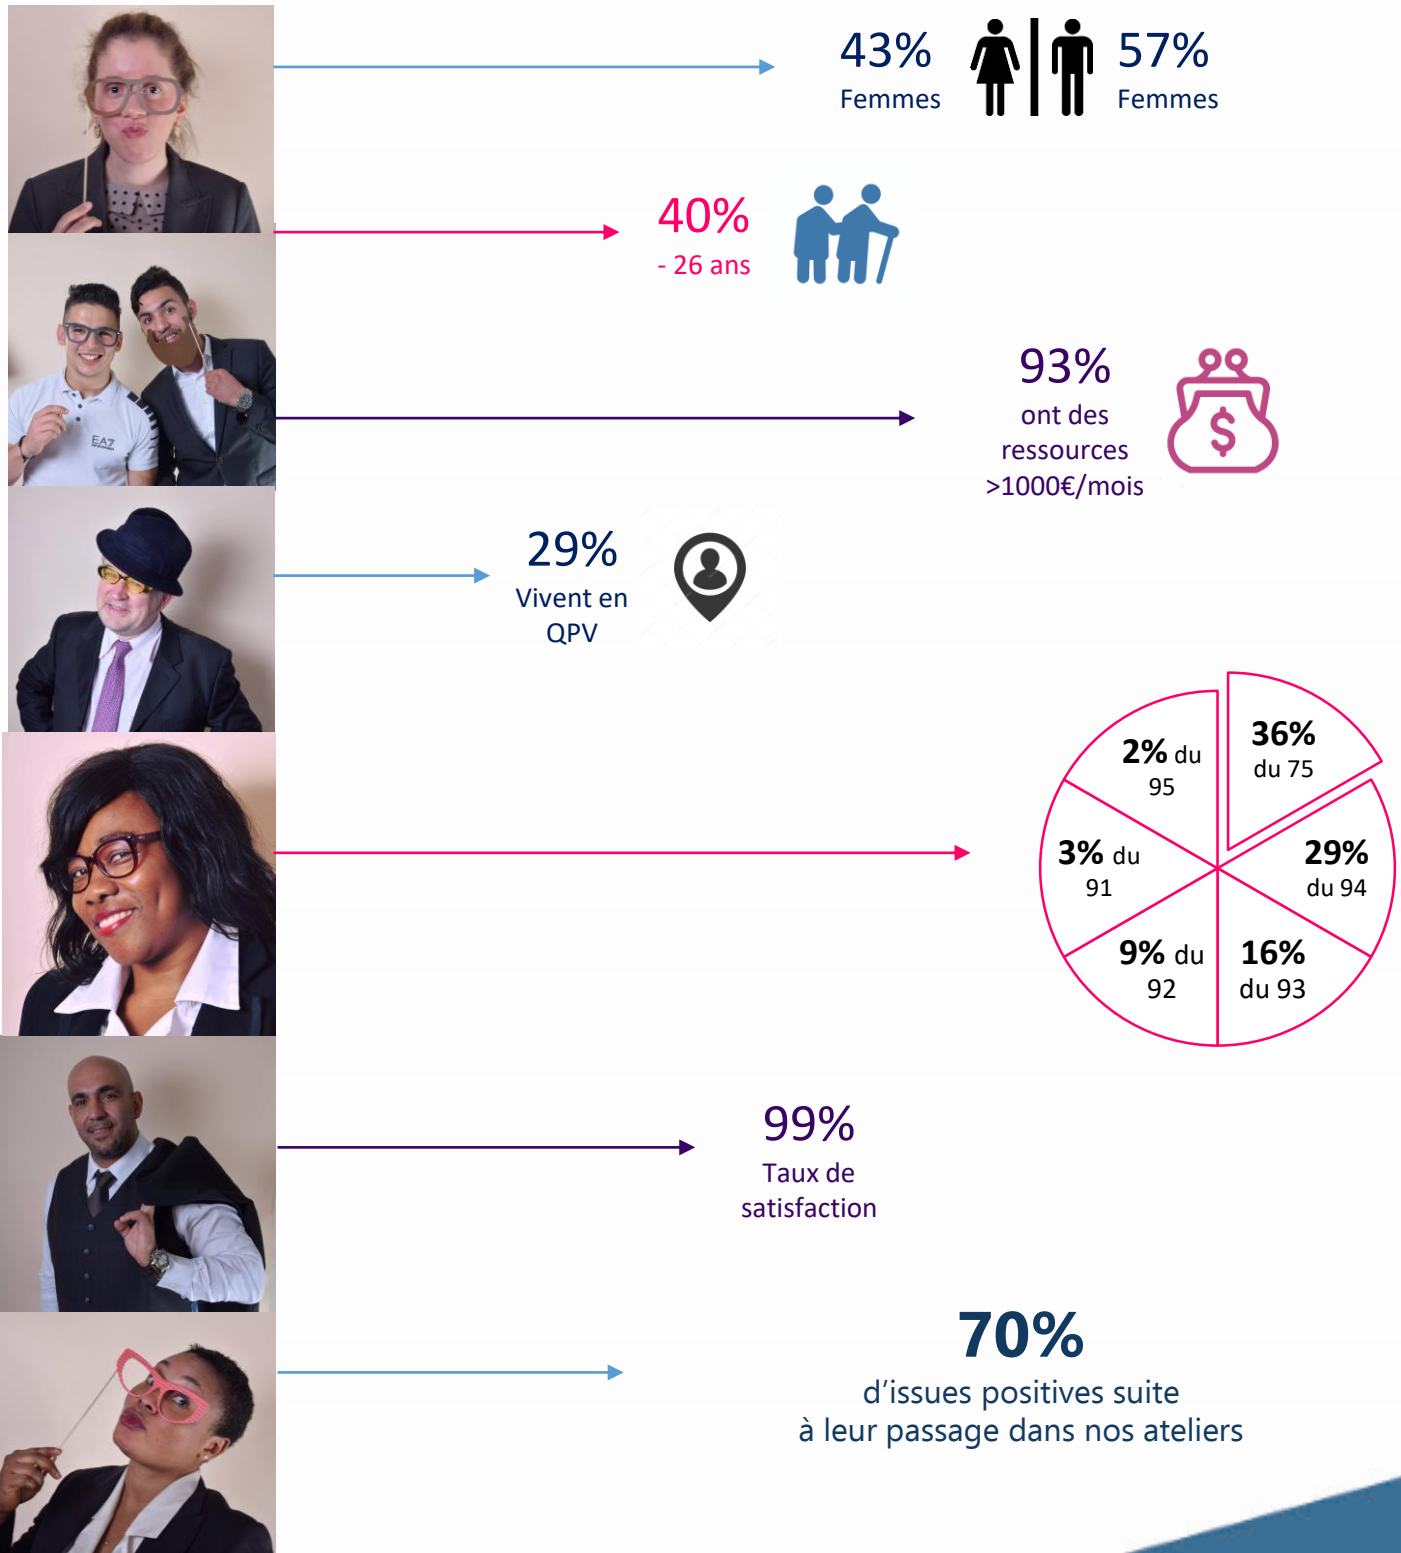 43%
Femmes
57%
Femmes
40%
- 26 ans
EA7
93%
ont des
ressources
>1000€/mois
$
29%
Vivent en
QPV
2% du
95
36%
du 75
3% du
91
29%
du 94
9% du
92
16%
du 93
99%
Taux de
satisfaction
70%
d'issues positives suite
à leur passage dans nos ateliers